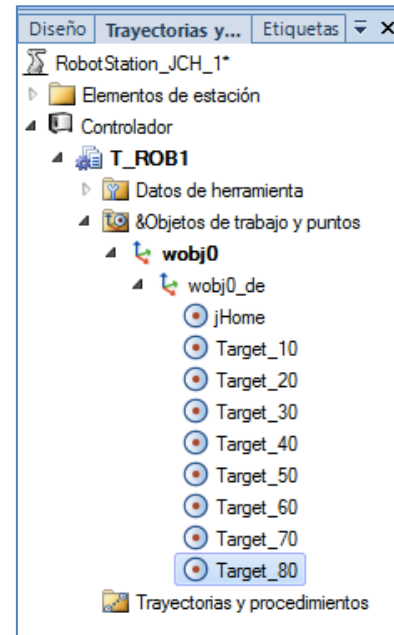 Diseño Trayectorias y... Etiquetas
RobotStation_JCH_1*
Elementos de estación
Controlador
T_ROB1
Datos de herramienta
&Objetos de trabajo y puntos
wobj0
wobj0_de
jHome
Target_10
Target_20
Target_30
Target_40
Target_50
Target_60
Target_70
Target_80
Trayectorias y procedimientos